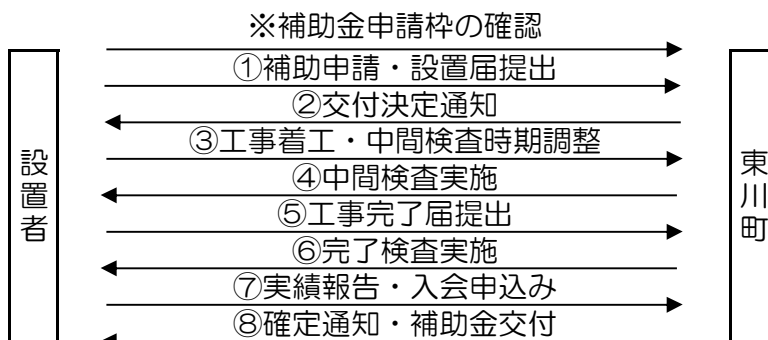 ※補助金申請枠の確認
①補助申請・設置届提出
②交付決定通知
③工事着工・中間検査時期調整
④中間検査実施
⑤工事完了届提出
⑥完了検査実施
⑦実績報告・入会申込み
⑧確定通知・補助金交付
設置者
東川町